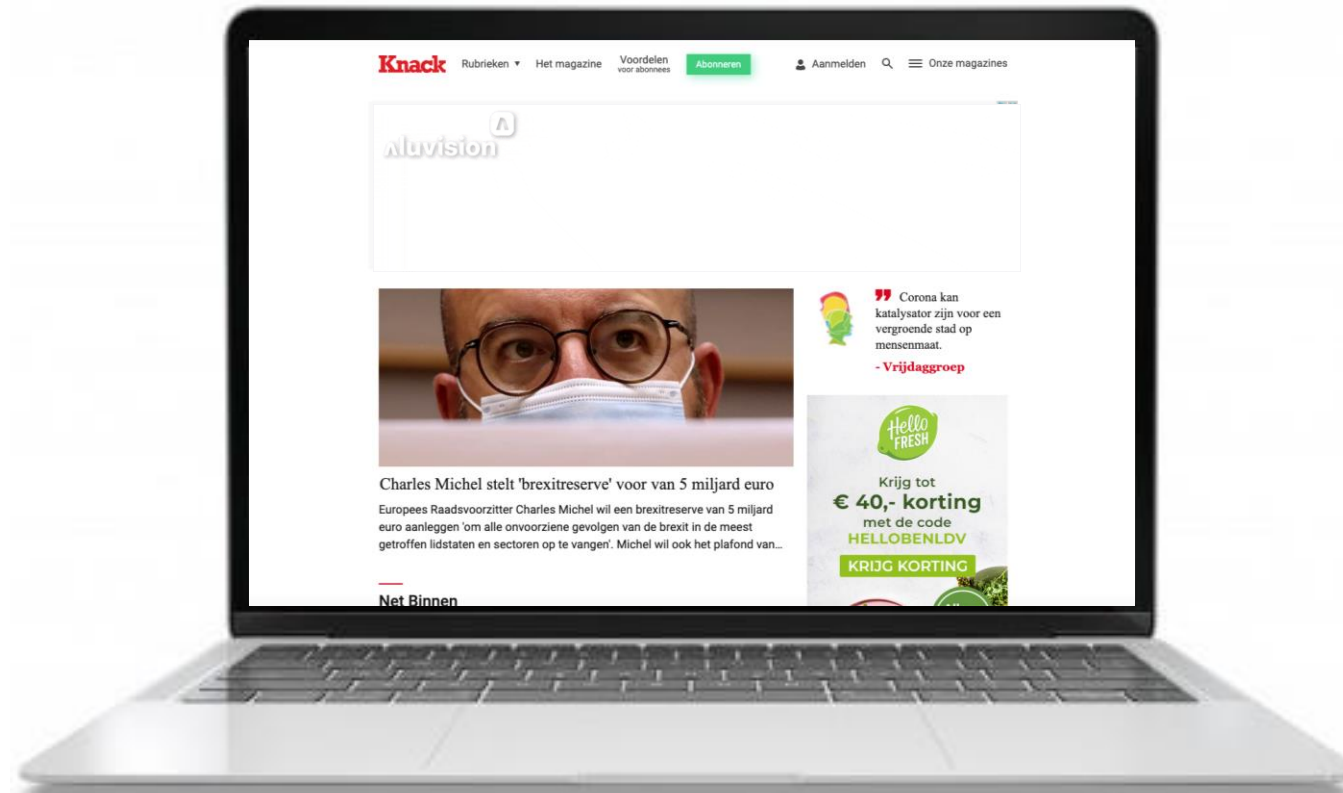 Knack
Rubrieken ▼
Het magazine
Voordelen
voor abonnees
Abonneren
Aanmelden
Onze magazines
aluvision
Corona kan
katalysator zijn voor een
vergroende stad op
mensenmaat.
- Vrijdaggroep
Hello
FRESH
Krijg tot
€ 40,- korting
met de code
HELLOBENLDV
KRIJG KORTING
Charles Michel stelt 'brexitreserve' voor van 5 miljard euro
Europees Raadsvoorzitter Charles Michel wil een brexitreserve van 5 miljard
euro aanleggen 'om alle onvoorziene gevolgen van de brexit in de meest
getroffen lidstaten en sectoren op te vangen'. Michel wil ook het plafond van...
Net Binnen